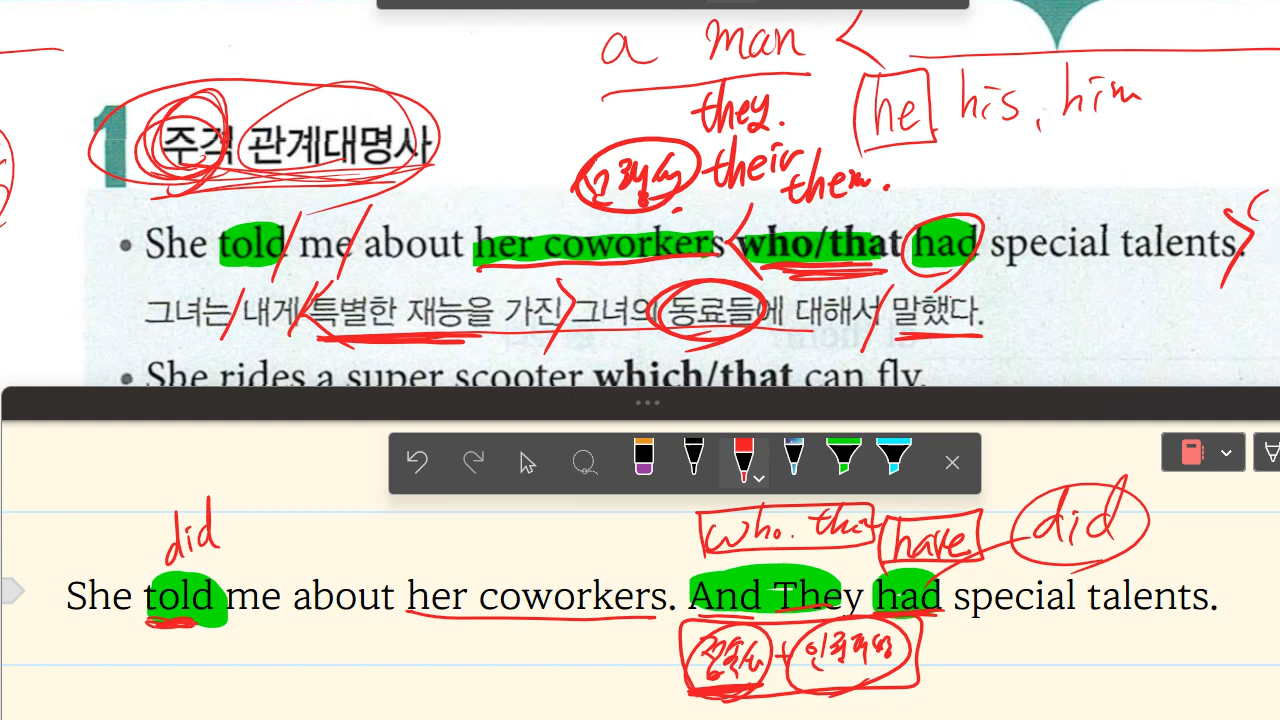 a man <
he, his, him
they.
1 주격 관계대명사
their
them.
• She told me about her coworkers who/that had special talents.
그녀는 내게 특별한 재능을 가진 그녀의 동료들에 대해서 말했다.
• She rides a super scooter which/that can fly.
did
who. that
have
did
She told me about her coworkers. And They had special talents.
접속사 + 인칭대명